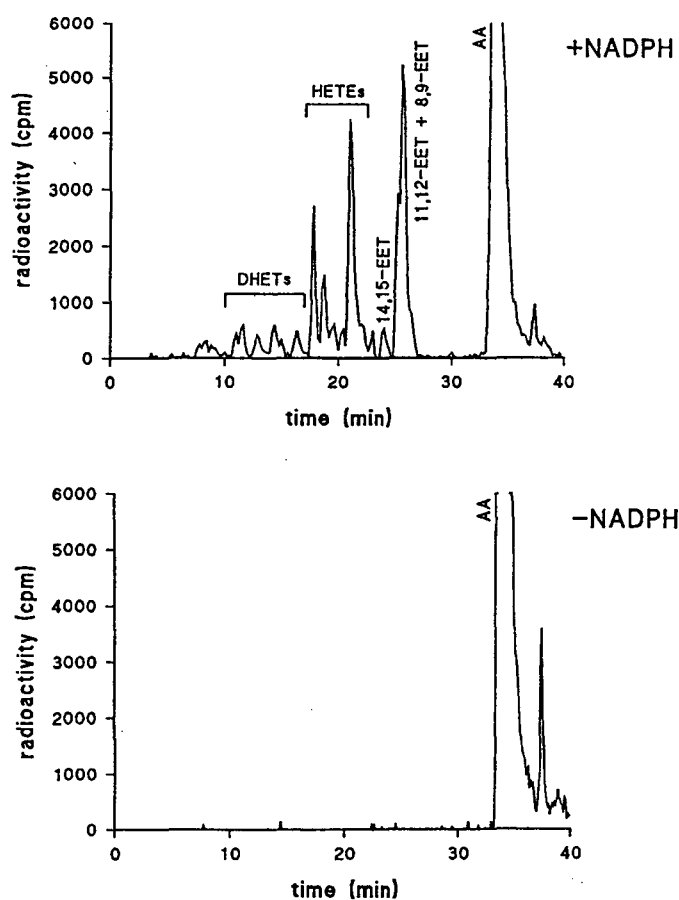 +NADPH
6000
5000
4000
3000
2000
1000
0
radioactivity (cpm)
DHETs
HETEs
14,15-EET
11,12-EET + 8,9-EET
AA
0 10 20 30 40
time (min)
-NADPH
6000
5000
4000
3000
2000
1000
0
radioactivity (cpm)
AA
0 10 20 30 40
time (min)